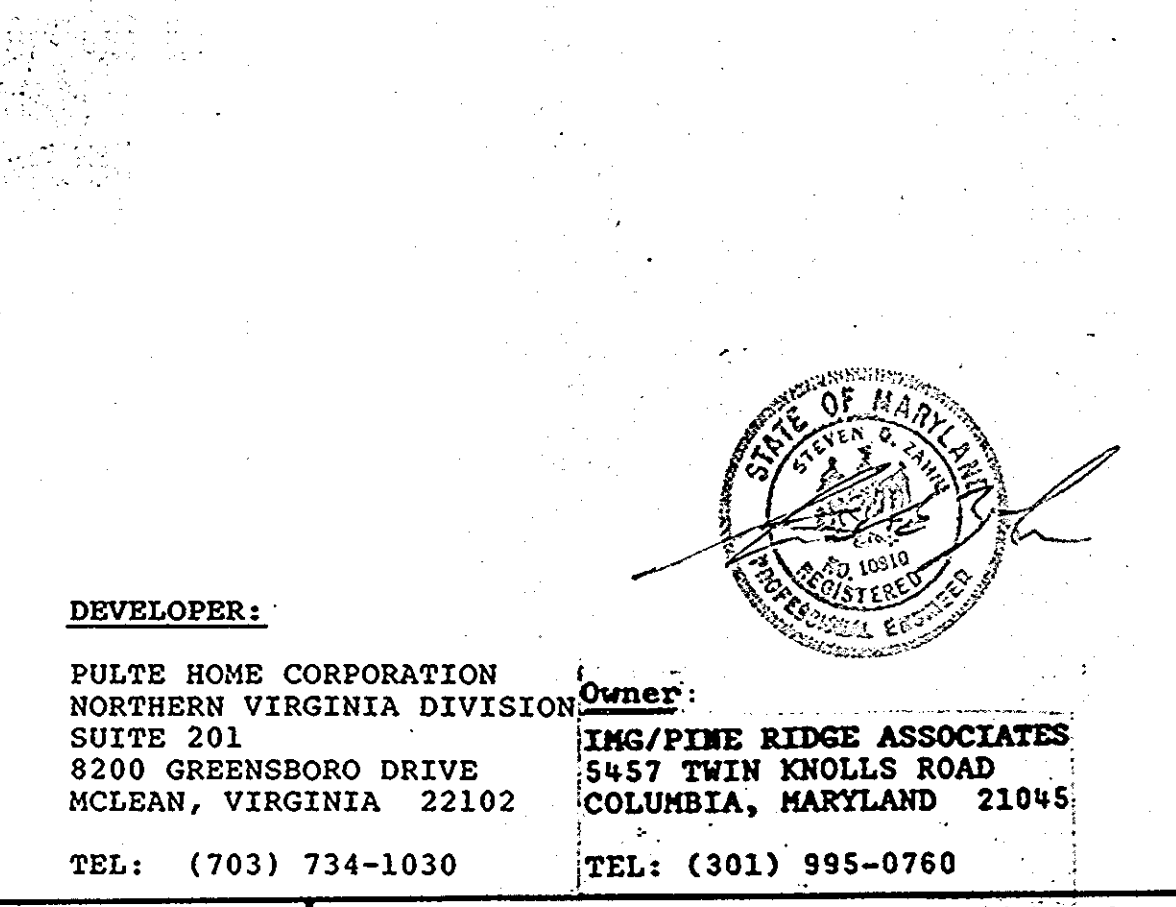 STATE OF MARYLAND
STEVEN
NO. 10810
REGISTERED
PROFESSIONAL ENGINEER
DEVELOPER:
PULTE HOME CORPORATION
NORTHERN VIRGINIA DIVISION
SUITE 201
8200 GREENSBORO DRIVE
MCLEAN, VIRGINIA 22102
TEL: (703) 734-1030
Owner:
IMG/PINE RIDGE ASSOCIATES
5457 TWIN KNOLLS ROAD
COLUMBIA, MARYLAND 21045
TEL: (301) 995-0760